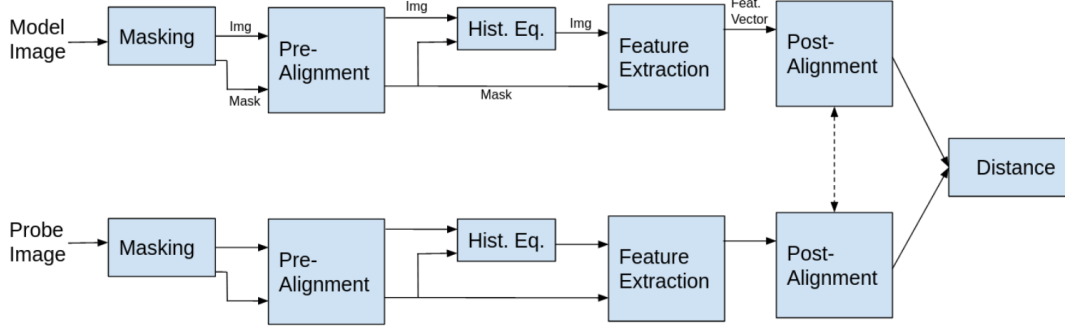 Model
Image
Masking
Img
Mask
Pre-
Alignment
Img
Hist. Eq.
Img
Mask
Feature
Extraction
Feat.
Vector
Post-
Alignment
Distance
Probe
Image
Masking
Pre-
Alignment
Hist. Eq.
Feature
Extraction
Post-
Alignment